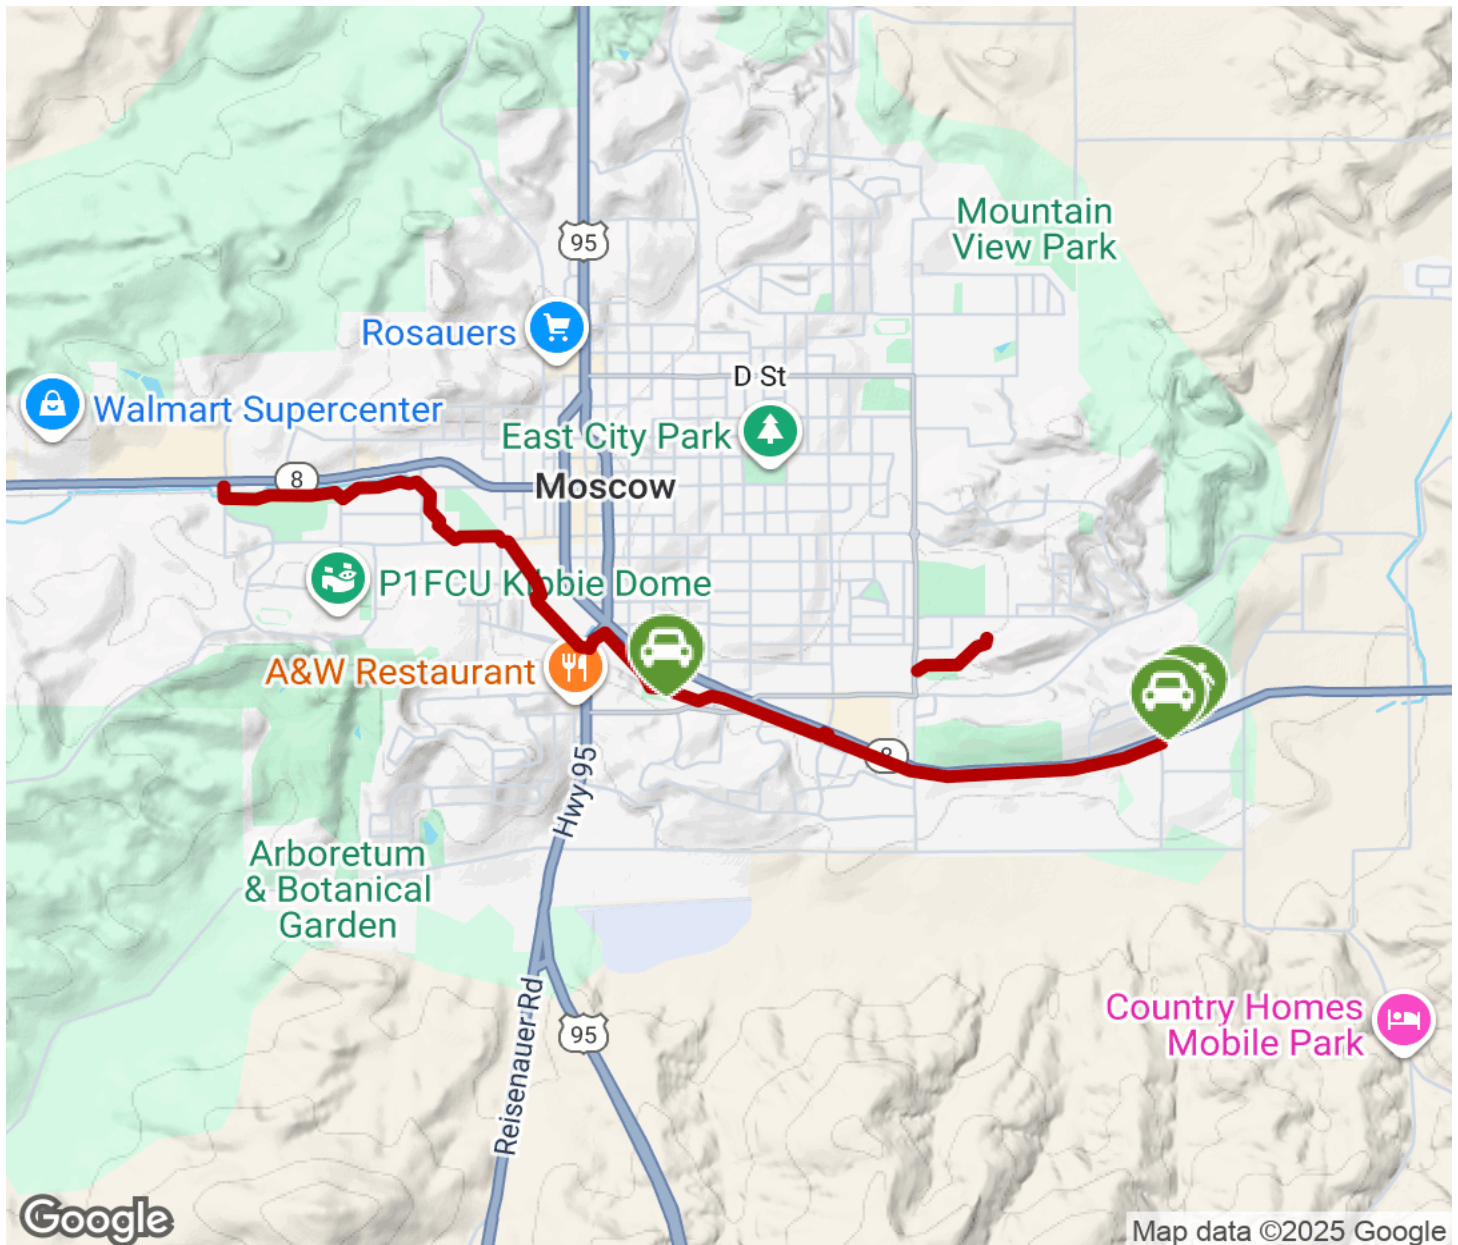 Mountain
View Park
95
Rosauers
D St
Walmart Supercenter
East City Park
8
Moscow
P1FCU Kibbie Dome
A&W Restaurant
8
Hwy 95
Arboretum
& Botanical
Garden
Reisenauer Rd
95
Country Homes
Mobile Park
Google
Map data ©2025 Google